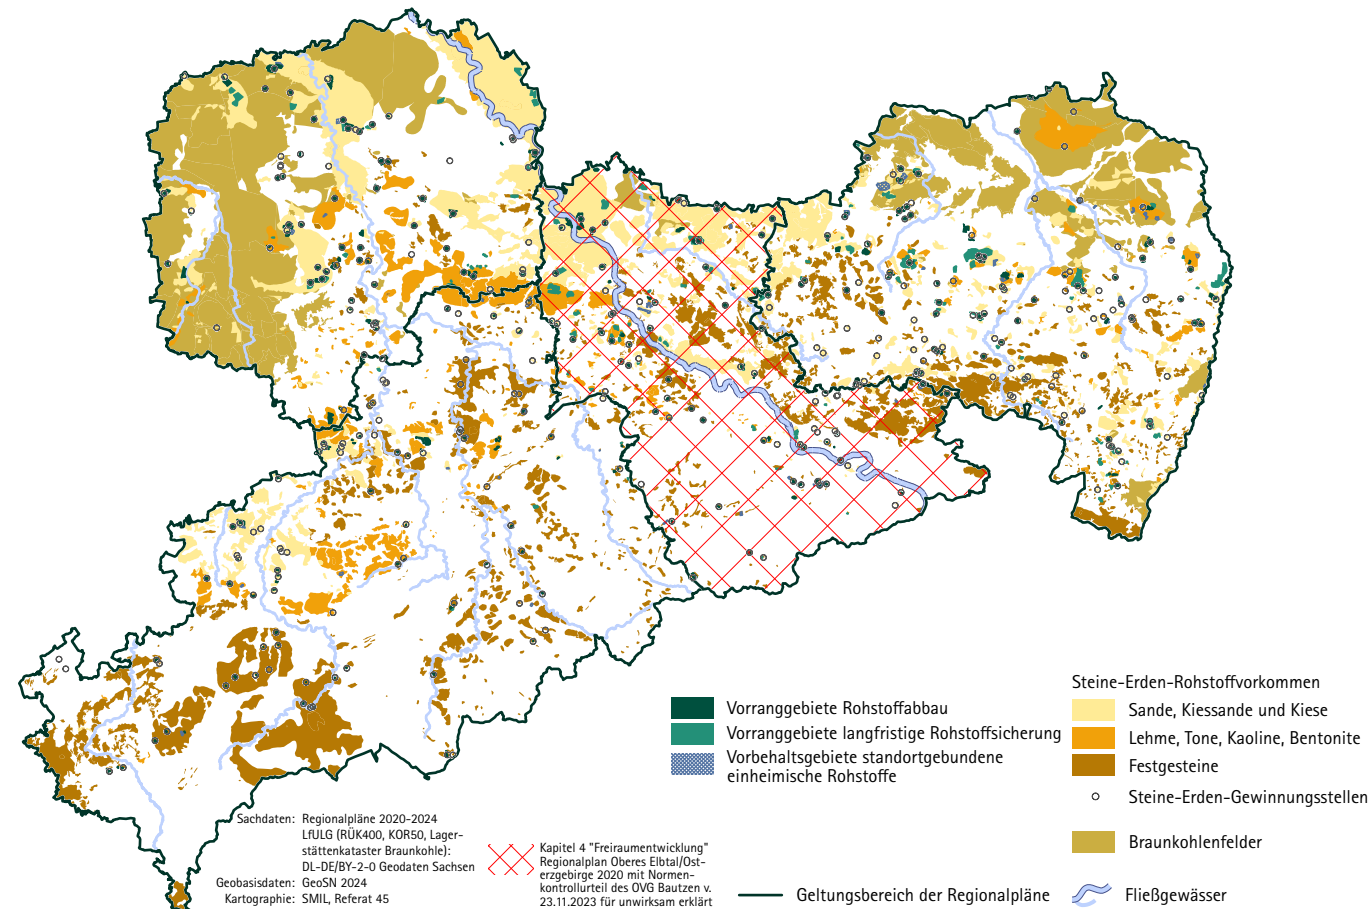 Vorranggebiete Rohstoffabbau
Vorranggebiete langfristige Rohstoffsicherung
Vorbehaltsgebiete standortgebundene
einheimische Rohstoffe
Steine-Erden-Rohstoffvorkommen
Sande, Kiessande und Kiese
Lehme, Tone, Kaoline, Bentonite
Festgesteine
Steine-Erden-Gewinnungsstellen
Braunkohlenfelder
Sachdaten: Regionalpläne 2020-2024
LfULG (RÜK400, KOR50, Lager-
stättenkataster Braunkohle):
DL-DE/BY-2-0 Geodaten Sachsen
Geobasisdaten: GeoSN 2024
Kartographie: SMIL, Referat 45
Kapitel 4 "Freiraumentwicklung"
Regionalplan Oberes Elbtal/Ost-
erzgebirge 2020 mit Normen-
kontrollurteil des OVG Bautzen v.
23.11.2023 für unwirksam erklärt
Geltungsbereich der Regionalpläne
Fließgewässer